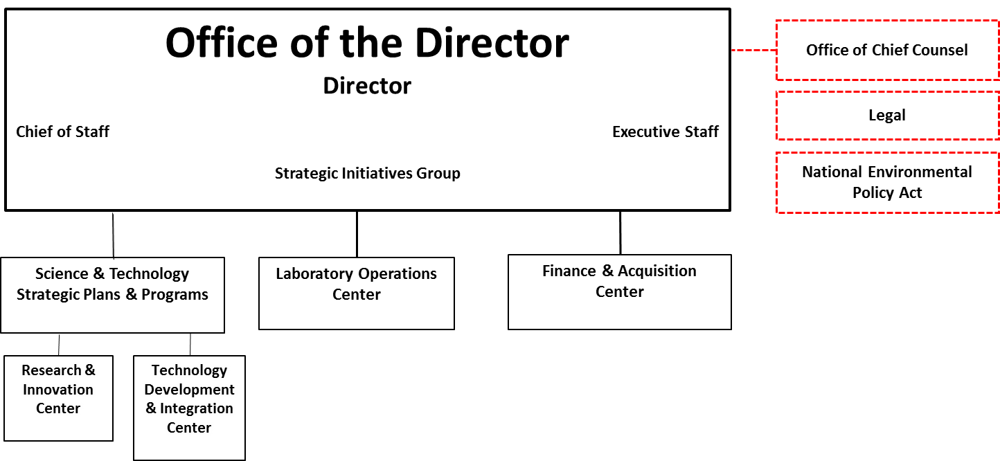 Office of the Director
Director
Chief of Staff
Executive Staff
Strategic Initiatives Group
Office of Chief Counsel
Legal
National Environmental
Policy Act
Science & Technology
Strategic Plans & Programs
Laboratory Operations
Center
Finance & Acquisition
Center
Research &
Innovation
Center
Technology
Development
& Integration
Center